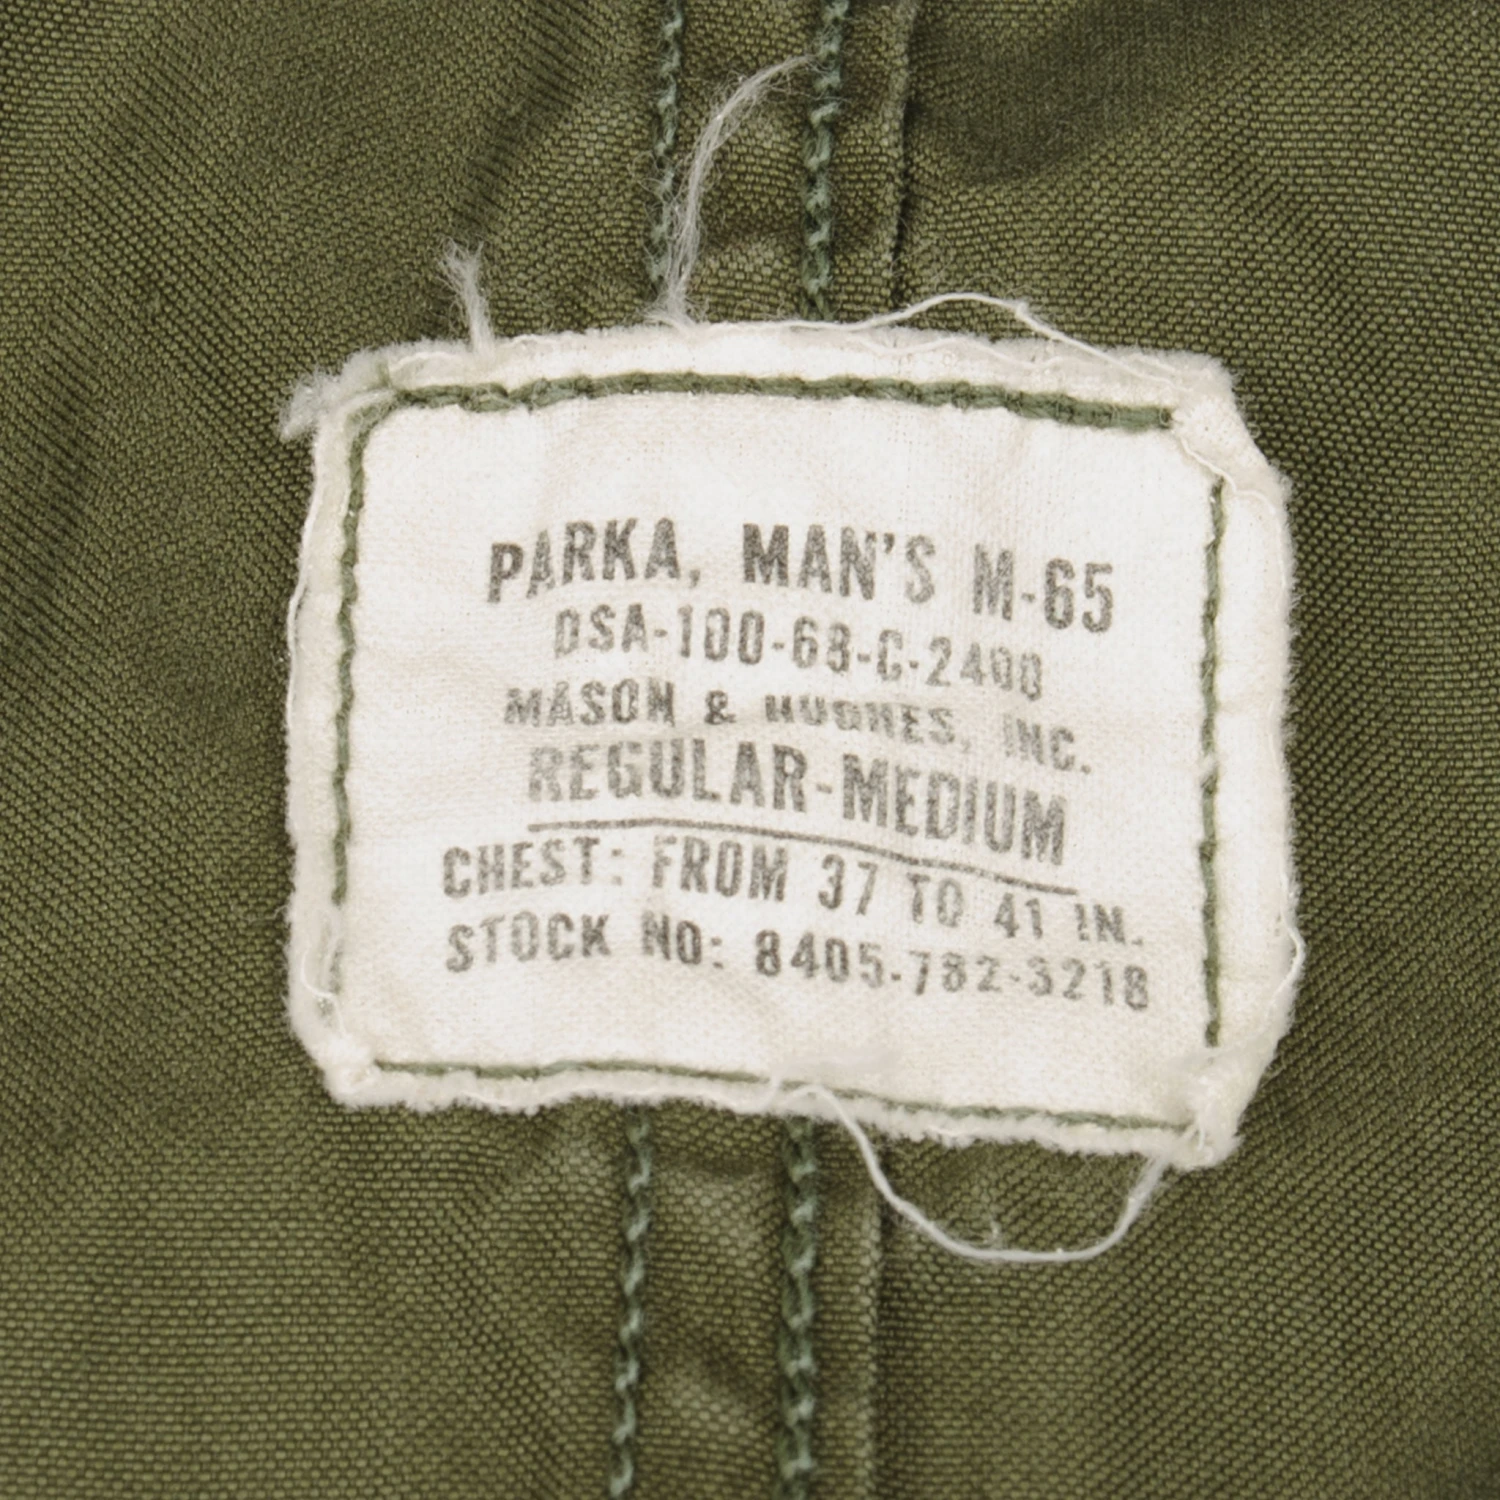 PARKA, MAN'S M-65
DSA-100-68-C-2400
MASON & HUGHES, INC.
REGULAR-MEDIUM
CHEST: FROM 37 TO 41 IN.
STOCK NO: 8405-782-3218